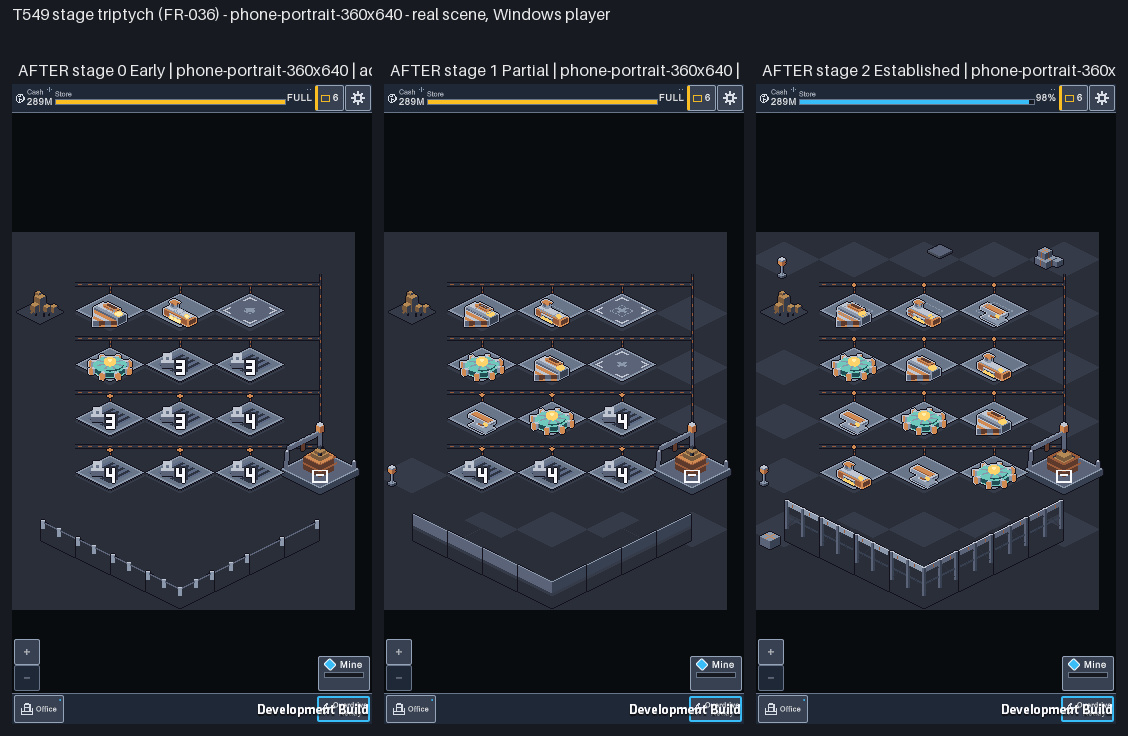 T549 stage triptych (FR-036) - phone-portrait-360x640 - real scene, Windows player
AFTER stage 0 Early | phone-portrait-360x640 | ac
AFTER stage 1 Partial | phone-portrait-360x640 |
AFTER stage 2 Established | phone-portrait-360x
Cash Store
289M FULL 6
Cash Store
289M FULL 6
Cash Store
289M 98% 6
3 3
3 3 4
4 4 4
4
4 4 4
+
−
Mine
Office
Development Build
+
−
Mine
Office
Development Build
+
−
Mine
Office
Development Build